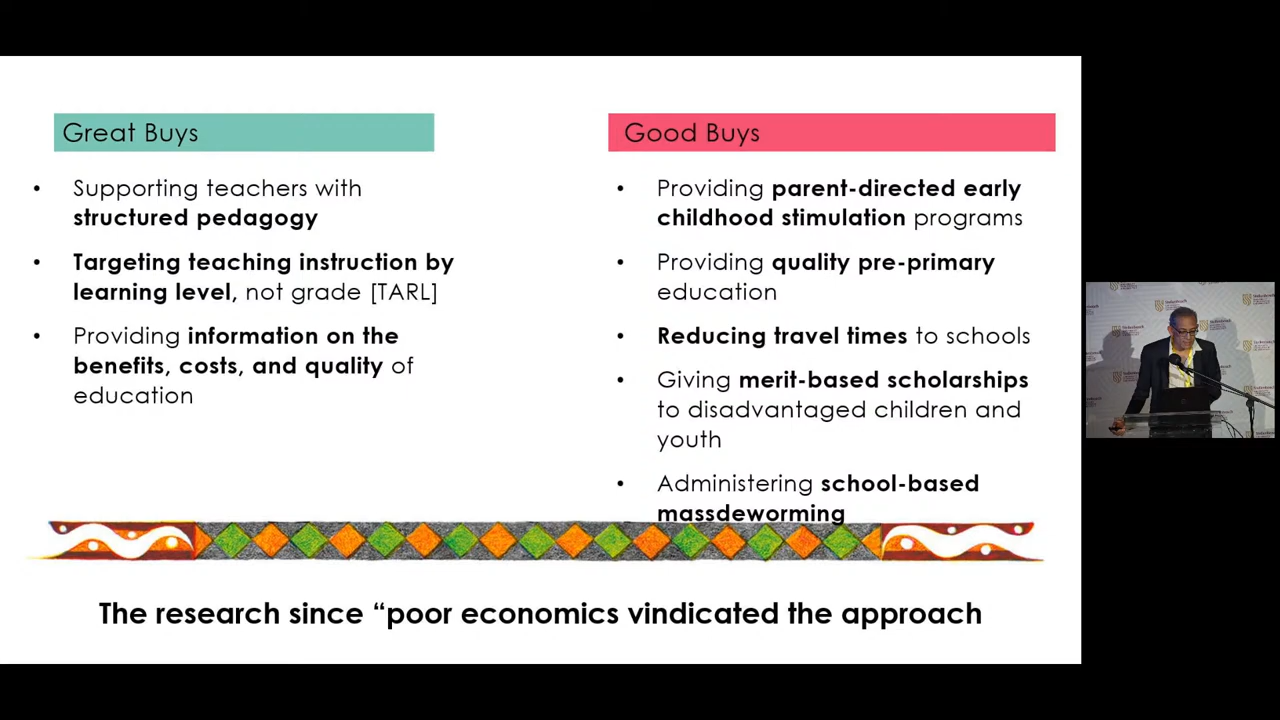 Great Buys
• Supporting teachers with
structured pedagogy
• Targeting teaching instruction by
learning level, not grade [TARL]
• Providing information on the
benefits, costs, and quality of
education
Good Buys
• Providing parent-directed early
childhood stimulation programs
• Providing quality pre-primary
education
• Reducing travel times to schools
• Giving merit-based scholarships
to disadvantaged children and
youth
• Administering school-based
massdeworming
The research since “poor economics vindicated the approach